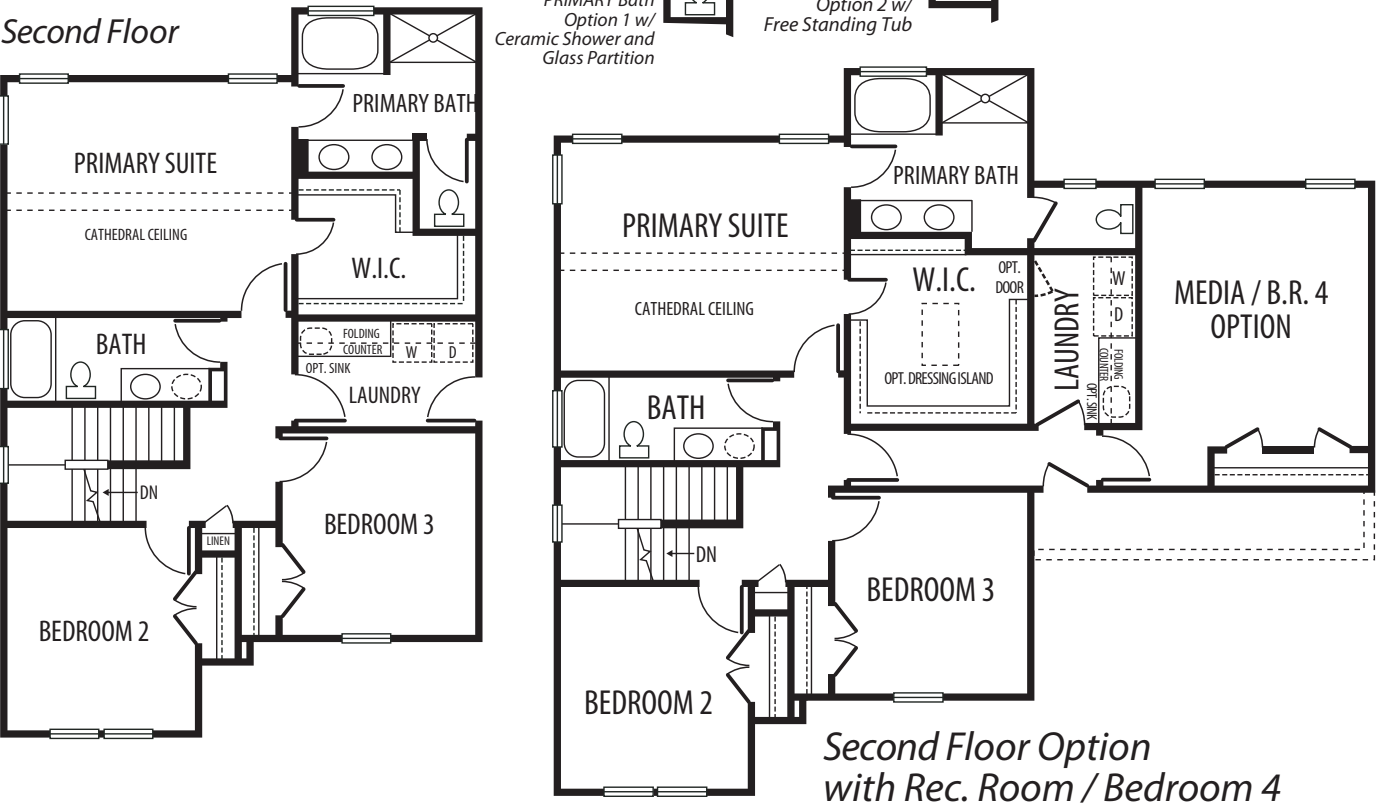 Second Floor
PRIMARY Bath
Option 1 w/
Ceramic Shower and
Glass Partition
Option 2 w/
Free Standing Tub
PRIMARY BATH
PRIMARY SUITE
CATHEDRAL CEILING
W.I.C.
BATH
FOLDING
COUNTER
W
D
OPT. SINK
LAUNDRY
DN
LINEN
BEDROOM 3
BEDROOM 2
PRIMARY BATH
PRIMARY SUITE
CATHEDRAL CEILING
W.I.C.
OPT.
DOOR
OPT. DRESSING ISLAND
LAUNDRY
W
D
FOLDING
COUNTER
OPT. SINK
MEDIA / B.R. 4
OPTION
BATH
DN
BEDROOM 3
BEDROOM 2
Second Floor Option
with Rec. Room / Bedroom 4